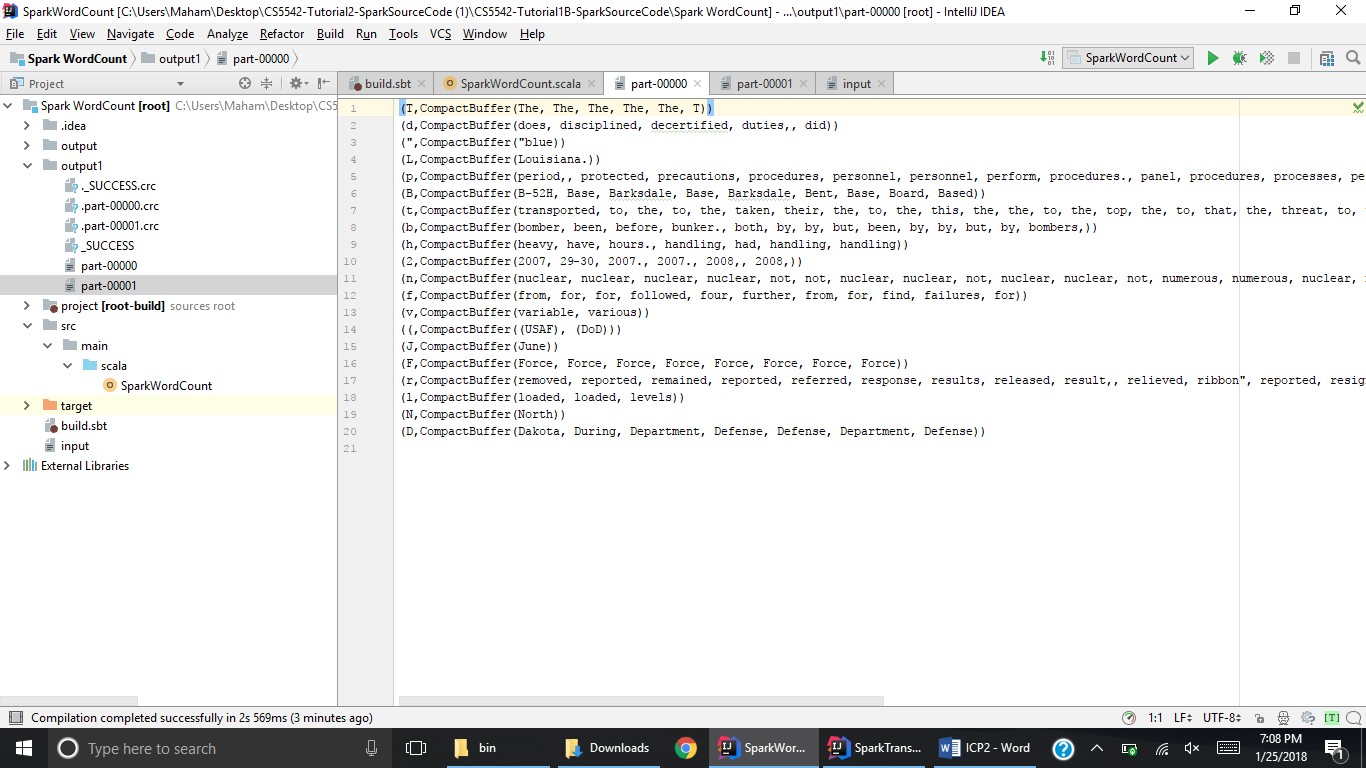 SparkWordCount [C:\Users\Maham\Desktop\CS5542-Tutorial2-SparkSourceCode (1)\CS5542-Tutorial1B-SparkSourceCode\Spark WordCount] - ...\output1\part-00000 [root] - IntelliJ IDEA
File Edit View Navigate Code Analyze Refactor Build Run Tools VCS Window Help
Spark WordCount output1 part-00000 SparkWordCount
Project build.sbt SparkWordCount.scala part-00000 part-00001 input
Spark WordCount [root] C:\Users\Maham\Desktop\CS5
.idea
output
output1
._SUCCESS.crc
.part-00000.crc
.part-00001.crc
_SUCCESS
part-00000
part-00001
project [root-build] sources root
src
main
scala
SparkWordCount
target
build.sbt
input
External Libraries
1 (T,CompactBuffer(The, The, The, The, The, T))
2 (d,CompactBuffer(does, disciplined, decertified, duties,, did))
3 (",CompactBuffer("blue))
4 (L,CompactBuffer(Louisiana.))
5 (p,CompactBuffer(period,, protected, precautions, procedures, personnel, personnel, perform, procedures., panel, procedures, processes, pe
6 (B,CompactBuffer(B-52H, Base, Barksdale, Base, Barksdale, Bent, Base, Board, Based))
7 (t,CompactBuffer(transported, to, the, to, the, taken, their, the, to, the, this, the, the, to, the, top, the, to, that, the, threat, to,
8 (b,CompactBuffer(bomber, been, before, bunker., both, by, by, but, been, by, by, but, by, bombers,))
9 (h,CompactBuffer(heavy, have, hours., handling, had, handling, handling))
10 (2,CompactBuffer(2007, 29-30, 2007., 2007., 2008,, 2008,))
11 (n,CompactBuffer(nuclear, nuclear, nuclear, nuclear, not, not, nuclear, nuclear, not, nuclear, nuclear, not, numerous, numerous, nuclear,
12 (f,CompactBuffer(from, for, for, followed, four, further, from, for, find, failures, for))
13 (v,CompactBuffer(variable, various))
14 ((,CompactBuffer((USAF), (DoD)))
15 (J,CompactBuffer(June))
16 (F,CompactBuffer(Force, Force, Force, Force, Force, Force, Force, Force))
17 (r,CompactBuffer(removed, reported, remained, reported, referred, response, results, released, result,, relieved, ribbon", reported, resig
18 (l,CompactBuffer(loaded, loaded, levels))
19 (N,CompactBuffer(North))
20 (D,CompactBuffer(Dakota, During, Department, Defense, Defense, Department, Defense))
21
Compilation completed successfully in 2s 569ms (3 minutes ago) 1:1 LF UTF-8 [T]
Type here to search bin Downloads SparkWor... SparkTrans... ICP2 - Word 7:08 PM
1/25/2018